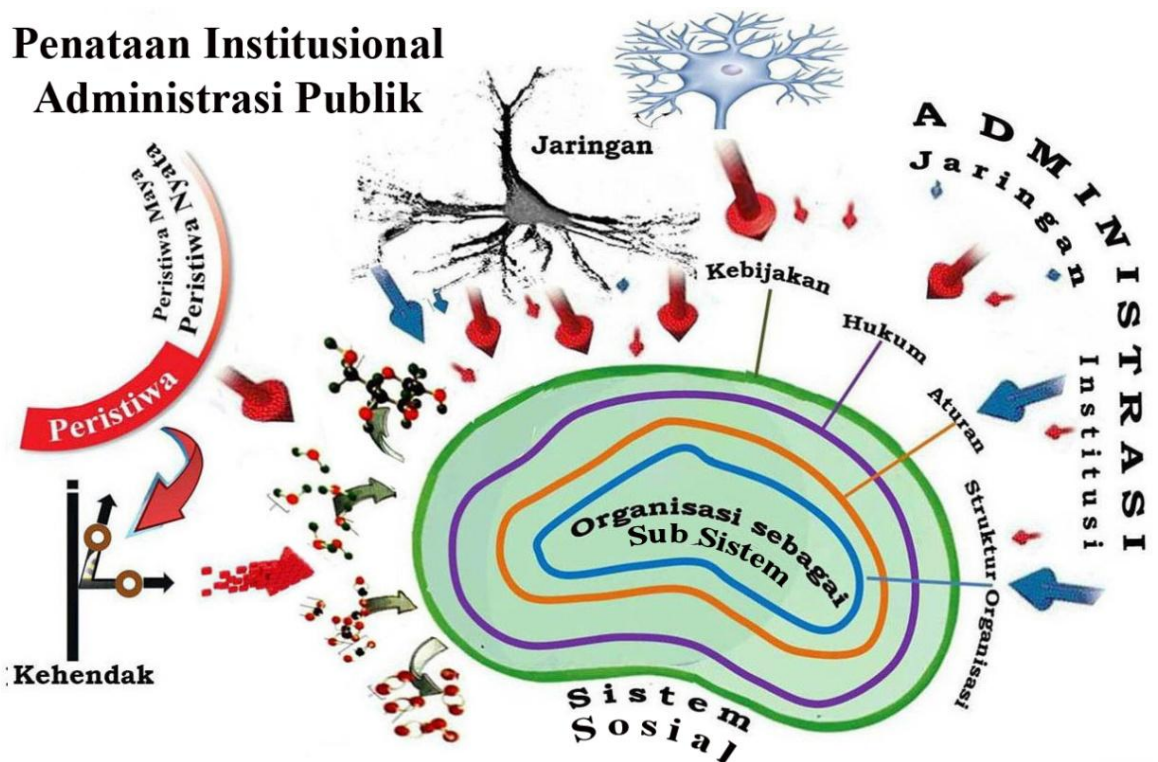 Penataan Institusional
Administrasi Publik
Peristiwa Maya
Peristiwa Nyata
Peristiwa
Kehendak
Jaringan
Kebijakan
Hukum
Aturan
Struktur Organisasi
ADMINISTRASI
Jaringan
Institusi
Organisasi sebagai
Sub Sistem
Sistem
Sosial